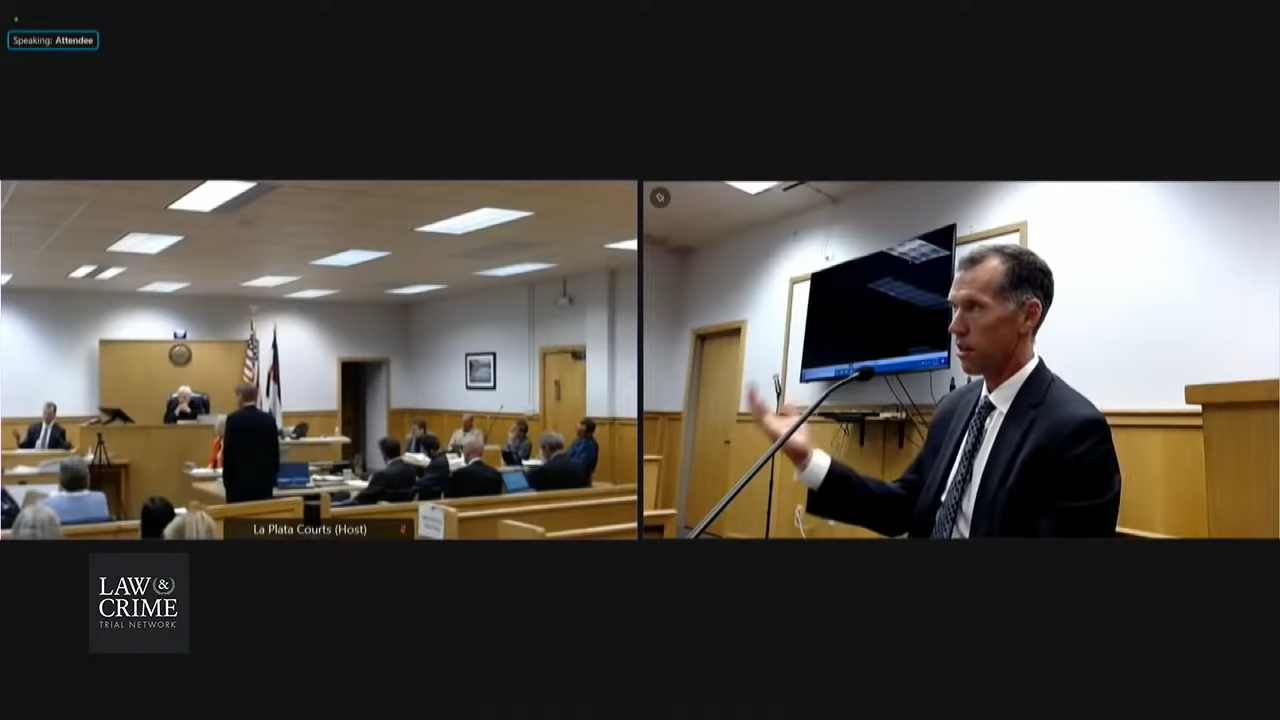 Speaking: Attendee
La Plata Courts (Host)
LAW &
CRIME
TRIAL NETWORK